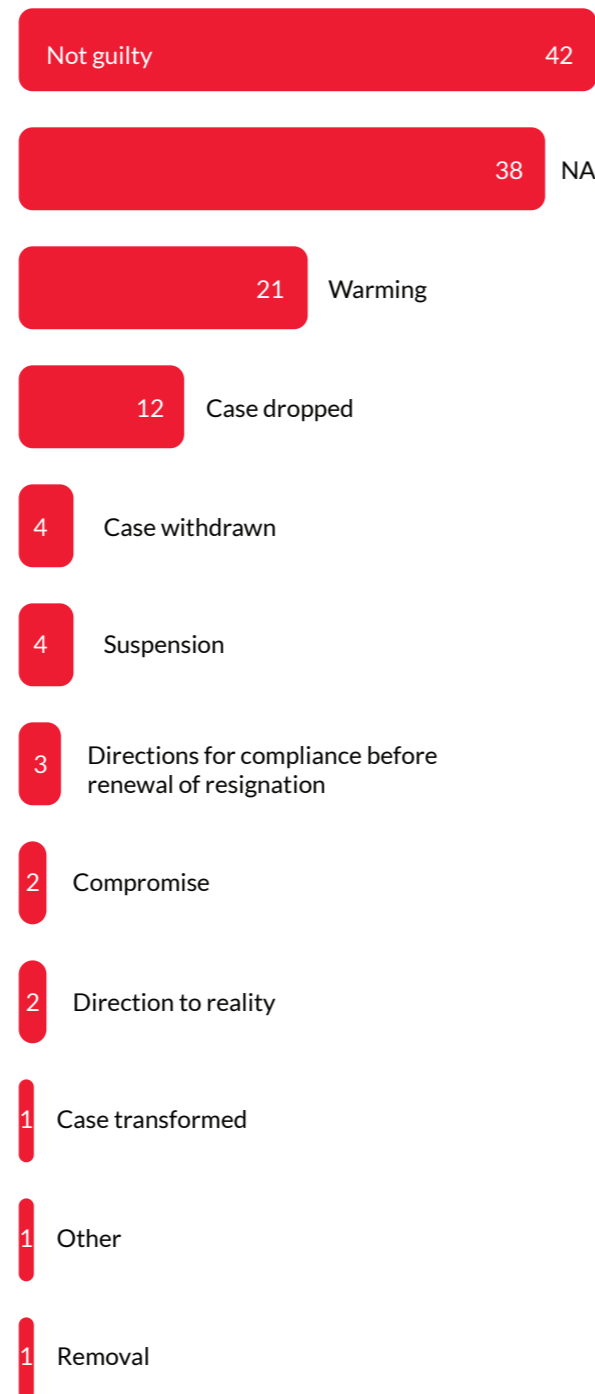 Not guilty 42
38 NA
21 Warming
12 Case dropped
4 Case withdrawn
4 Suspension
3 Directions for compliance before
renewal of resignation
2 Compromise
2 Direction to reality
1 Case transformed
1 Other
1 Removal